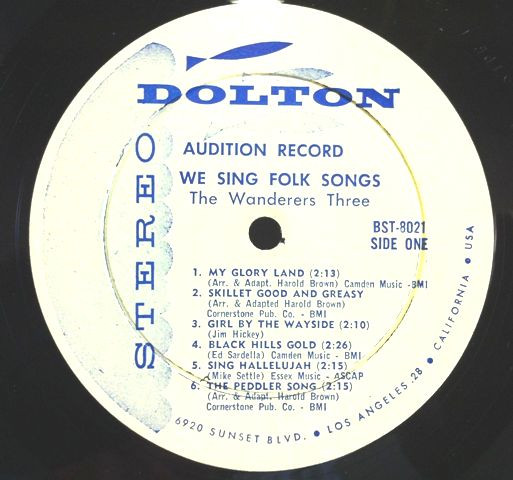 DOLTON
AUDITION RECORD
WE SING FOLK SONGS
The Wanderers Three
BST-8021
SIDE ONE
STEREO
1. MY GLORY LAND (2:13)
(Arr. & Adapt. Harold Brown) Camden Music - BMI
2. SKILLET GOOD AND GREASY
(Arr. & Adapted Harold Brown)
Cornerstone Pub. Co. - BMI
3. GIRL BY THE WAYSIDE (2:10)
(Jim Hickey)
4. BLACK HILLS GOLD (2:26)
(Ed Sardella) Camden Music - BMI
5. SING HALLELUJAH (2:15)
(Mike Settle) Essex Music - ASCAP
6. THE PEDDLER SONG (2:15)
(Arr. & Adapt. Harold Brown)
Cornerstone Pub. Co. - BMI
6920 SUNSET BLVD. • LOS ANGELES 28 • CALIFORNIA • USA